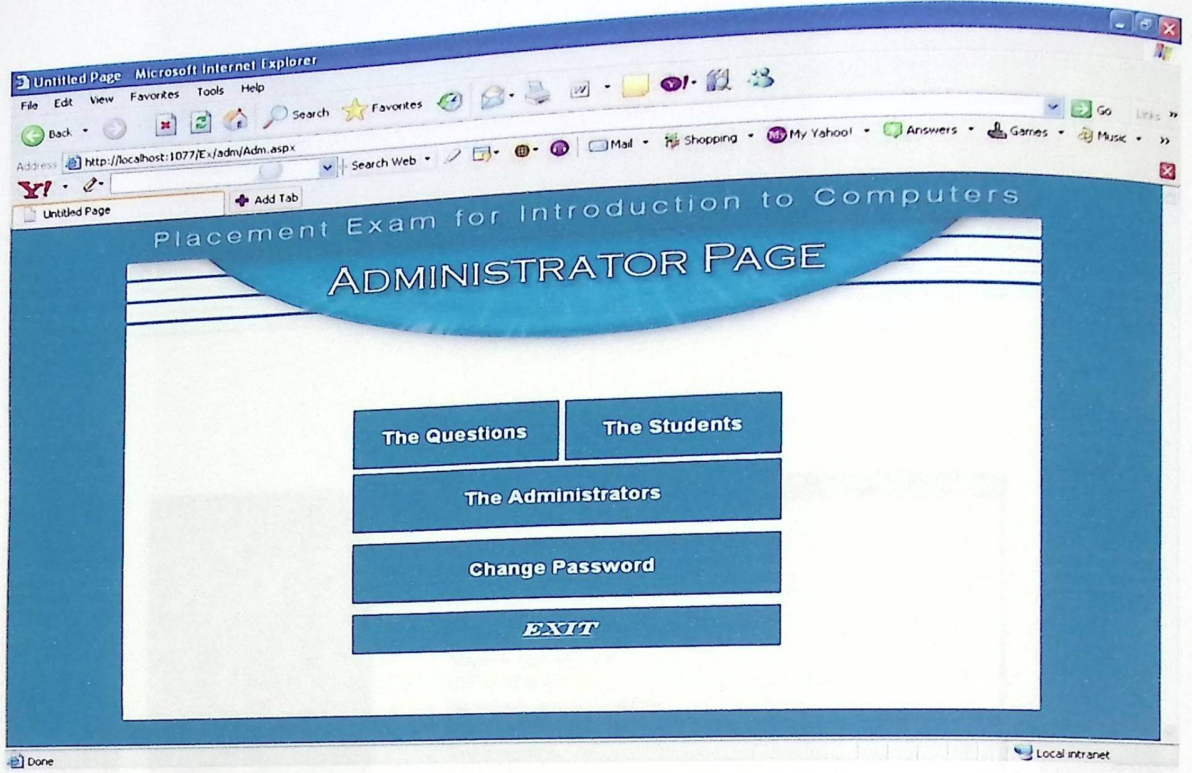 Untitled Page Microsoft Internet Explorer
File Edit View Favorites Tools Help
Back Search Favorites
Address http://localhost:1077/Ex/adm/Adm.aspx Go Links »
Y! Search Web Mail Shopping My Yahoo! Answers Games Music »
Untitled Page Add Tab
Placement Exam for Introduction to Computers
ADMINISTRATOR PAGE
The Questions The Students
The Administrators
Change Password
EXIT
Done Local intranet